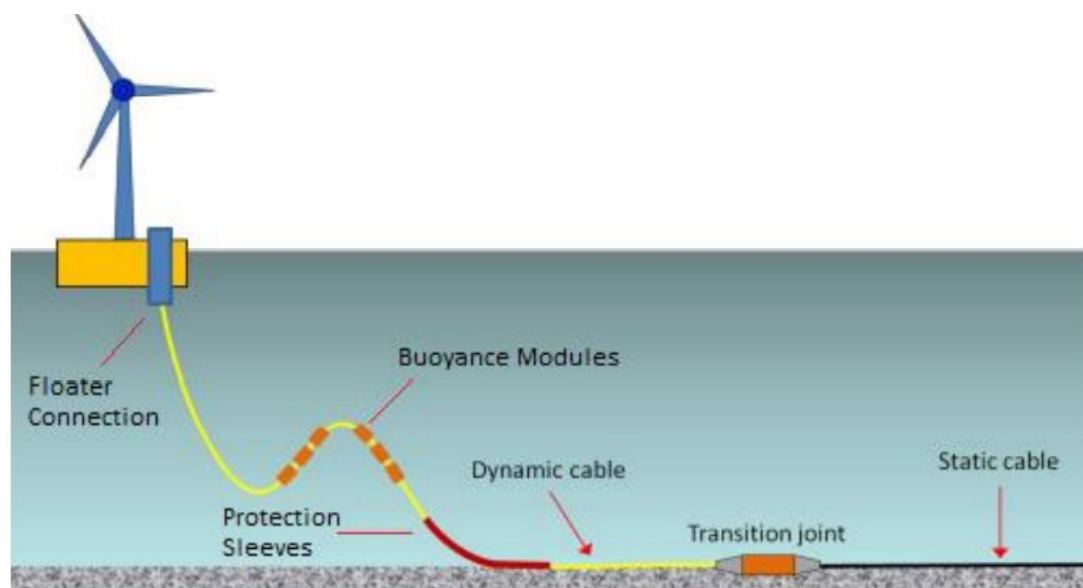 Buoyance Modules
Floater
Connection
Dynamic cable
Static cable
Protection
Sleeves
Transition joint